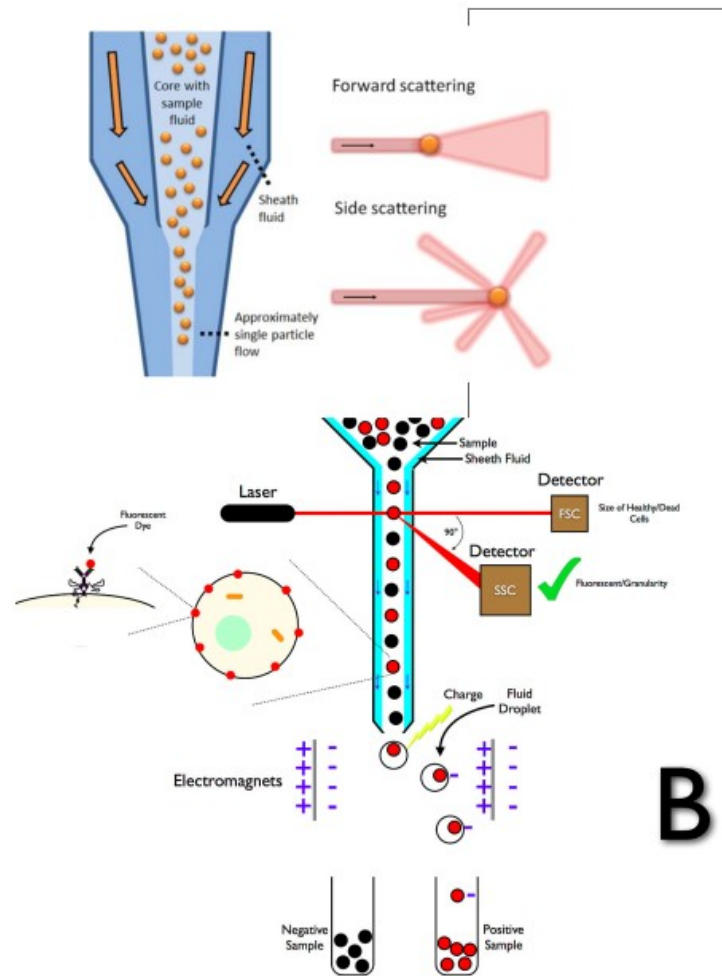 Core with
sample
fluid
Sheath
fluid
Approximately
single particle
flow
Forward scattering
Side scattering
Sample
Sheeth Fluid
Laser
Detector
FSC
Size of Healthy/Dead
Cells
90°
Detector
SSC
Fluorescent/Granularity
Fluorescent
Dye
Charge
Fluid
Droplet
Electromagnets
+ - + -
+ - + -
+ - + -
+ - + -
-
-
B
Negative
Sample
-
Positive
Sample